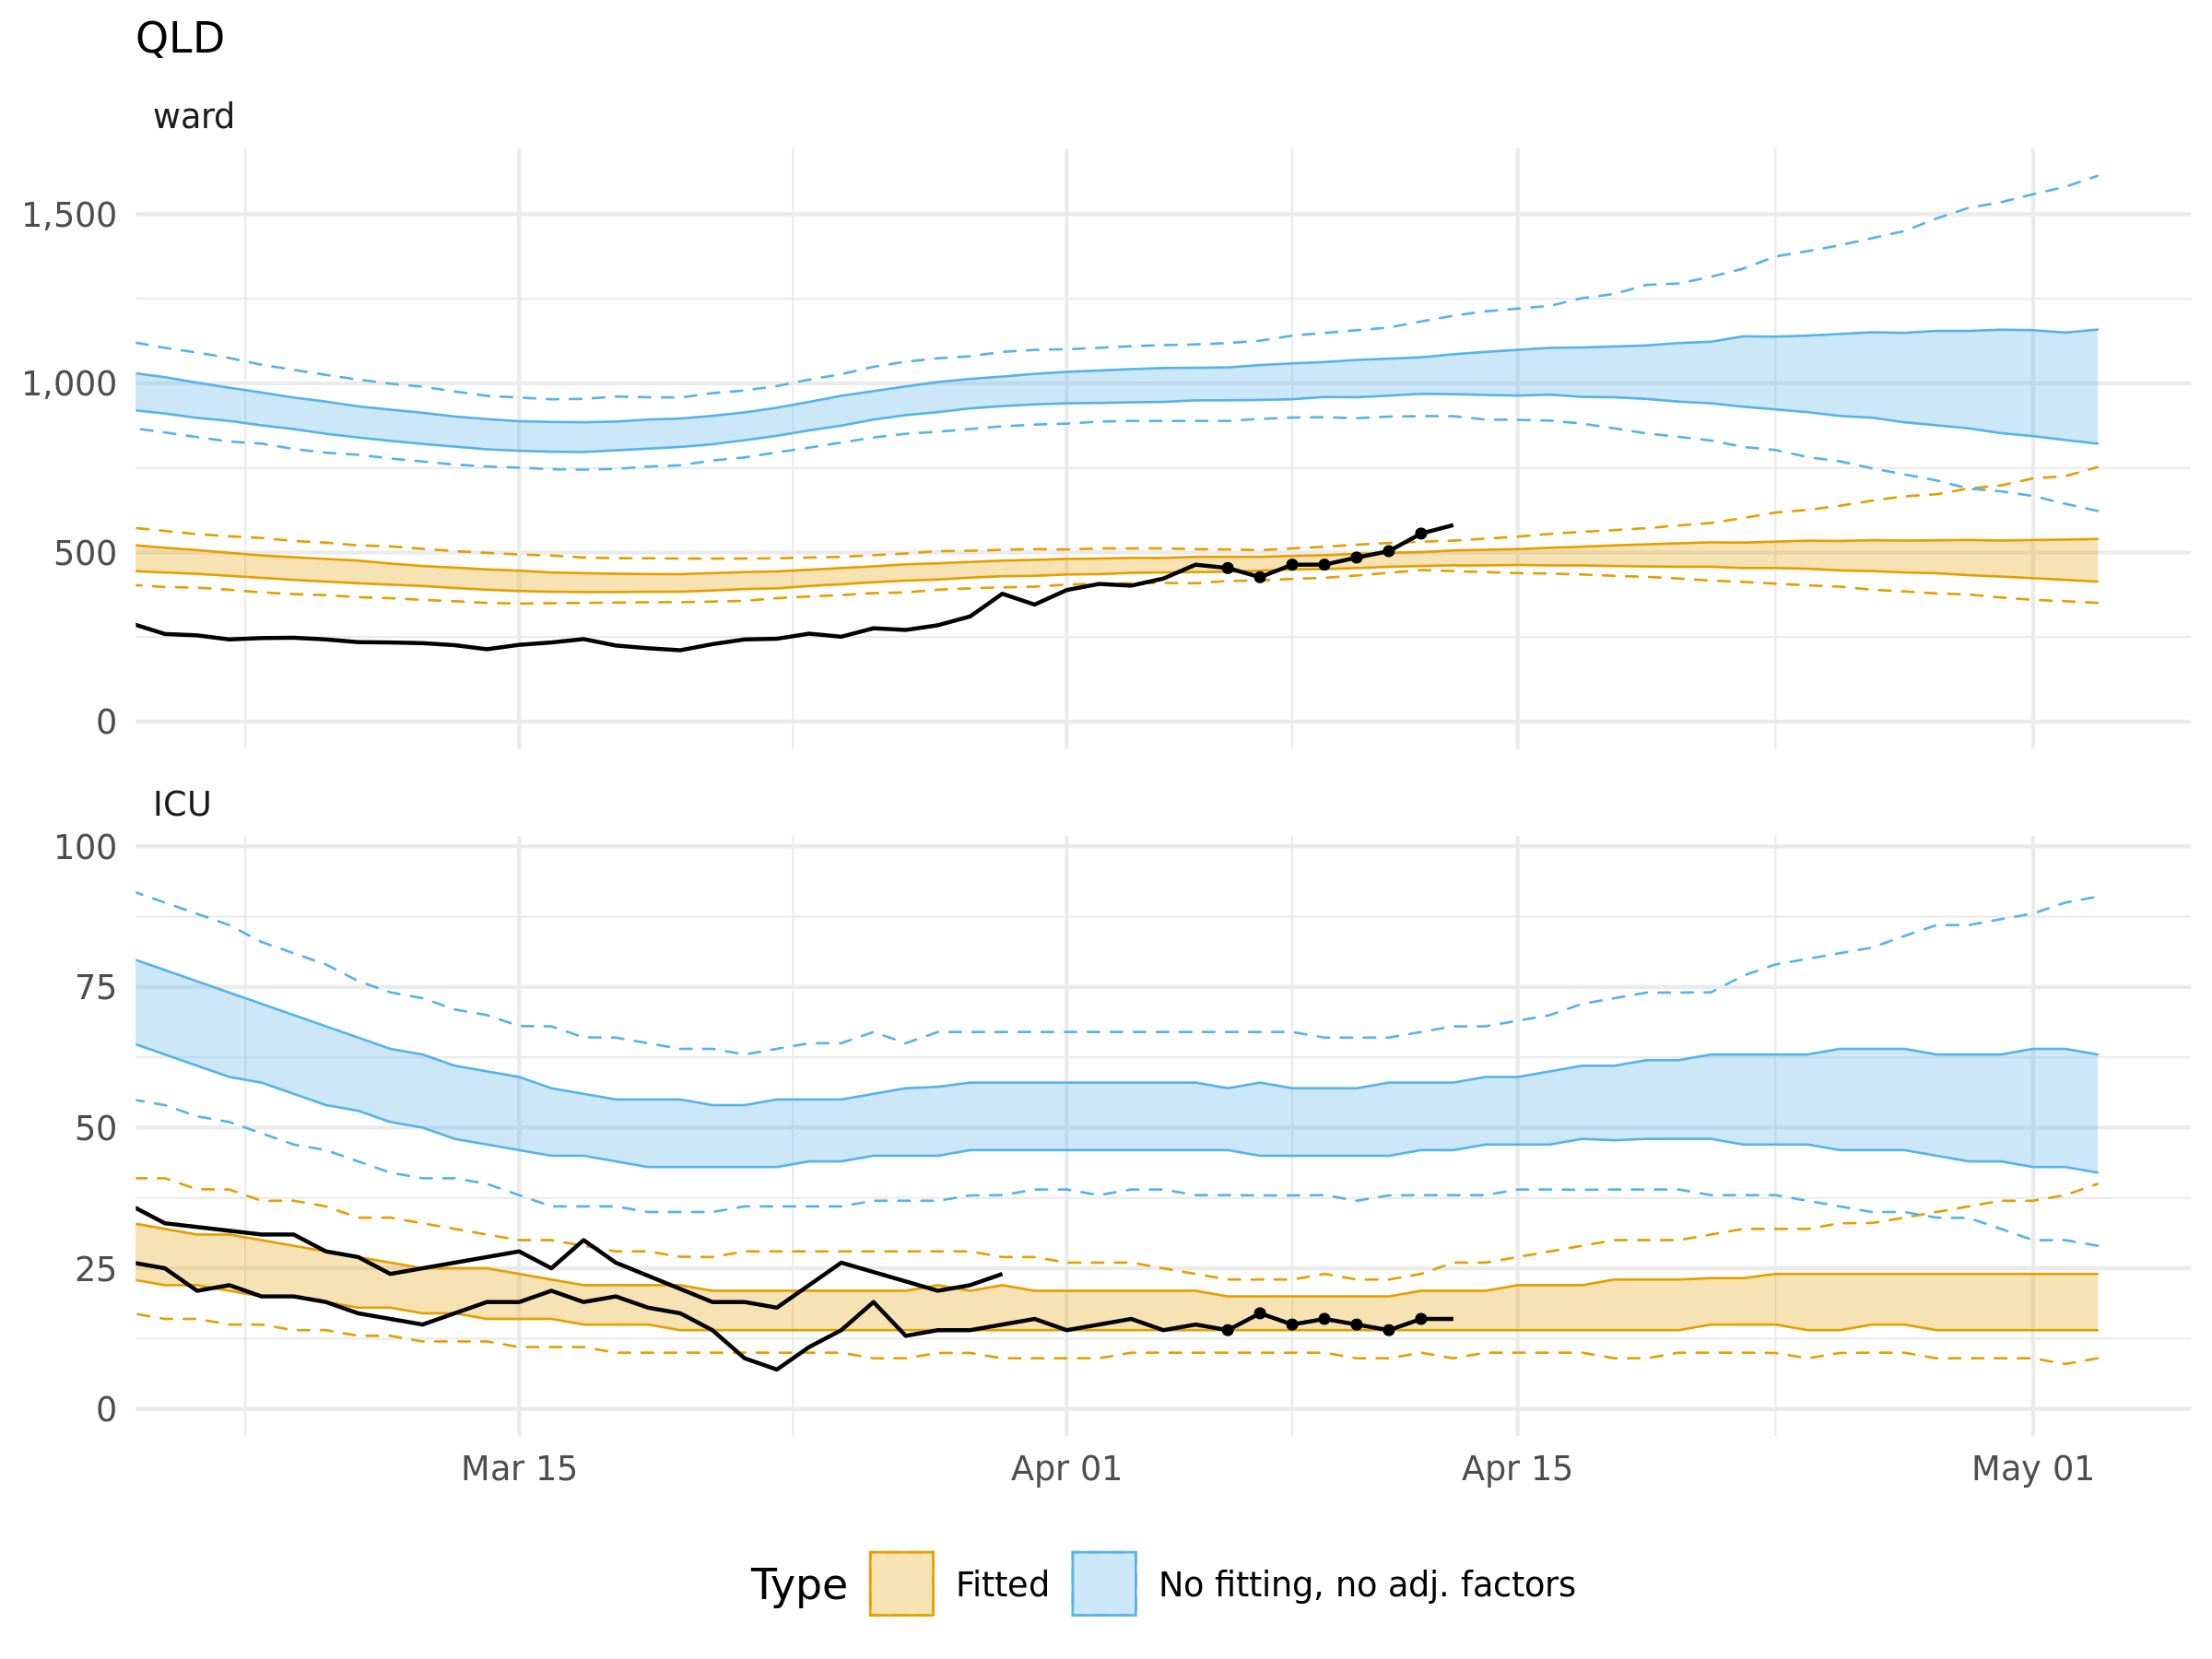 QLD
ward
1,500
1,000
500
0
ICU
100
75
50
25
0
Mar 15 Apr 01 Apr 15 May 01
Type Fitted No fitting, no adj. factors